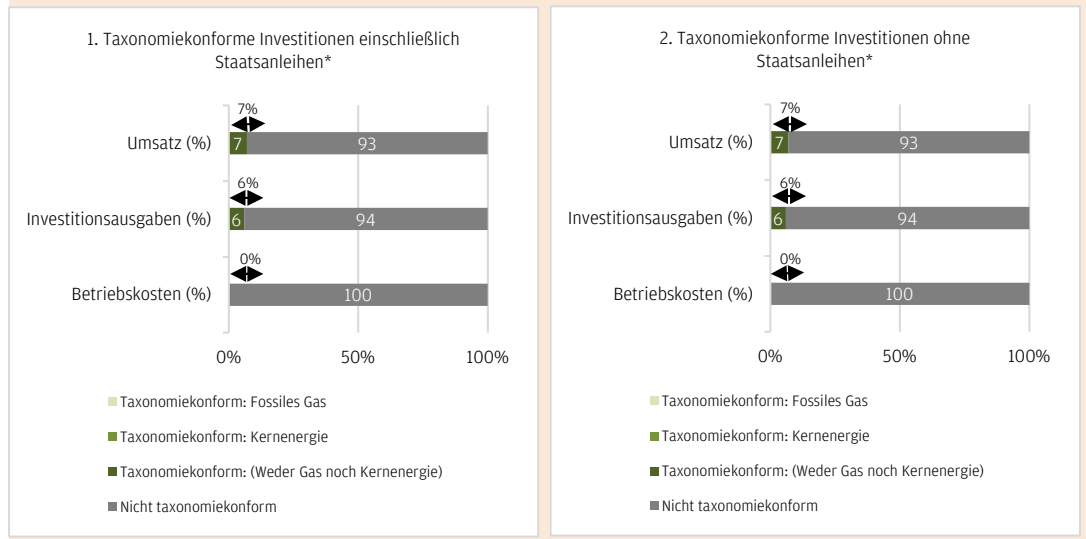 1. Taxonomiekonforme Investitionen einschließlich
Staatsanleihen*
7%
Umsatz (%)
7
93
6%
Investitionsausgaben (%)
6
94
0%
Betriebskosten (%)
100
0%
50%
100%
Taxonomiekonform: Fossiles Gas
Taxonomiekonform: Kernenergie
Taxonomiekonform: (Weder Gas noch Kernenergie)
Nicht taxonomiekonform
2. Taxonomiekonforme Investitionen ohne
Staatsanleihen*
7%
Umsatz (%)
7
93
6%
Investitionsausgaben (%)
6
94
0%
Betriebskosten (%)
100
0%
50%
100%
Taxonomiekonform: Fossiles Gas
Taxonomiekonform: Kernenergie
Taxonomiekonform: (Weder Gas noch Kernenergie)
Nicht taxonomiekonform